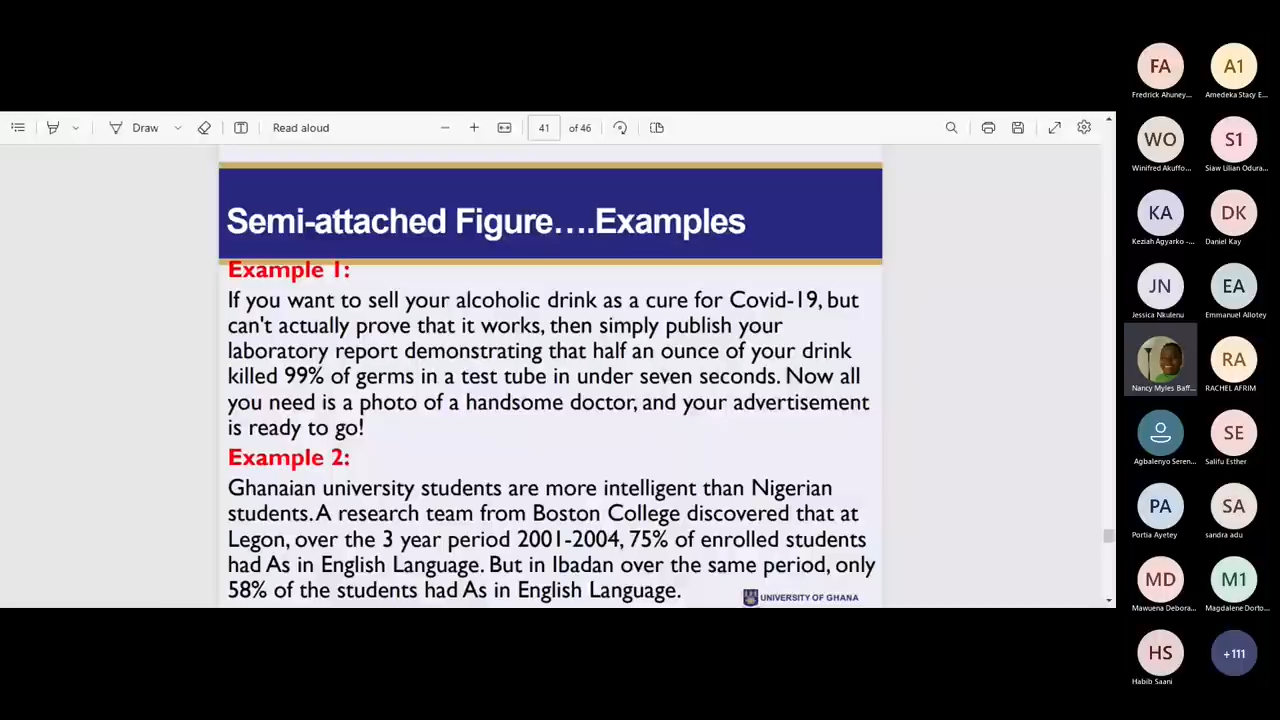 Draw
Read aloud
41
of 46
Semi-attached Figure….Examples
Example 1:
If you want to sell your alcoholic drink as a cure for Covid-19, but
can't actually prove that it works, then simply publish your
laboratory report demonstrating that half an ounce of your drink
killed 99% of germs in a test tube in under seven seconds. Now all
you need is a photo of a handsome doctor, and your advertisement
is ready to go!
Example 2:
Ghanaian university students are more intelligent than Nigerian
students. A research team from Boston College discovered that at
Legon, over the 3 year period 2001-2004, 75% of enrolled students
had As in English Language. But in Ibadan over the same period, only
58% of the students had As in English Language.
UNIVERSITY OF GHANA
FA
Fredrick Ahuney...
A1
Amedeka Stacy E...
WO
Winifred Akuffo...
S1
Siaw Lilian Odura...
KA
Keziah Agyarko -...
DK
Daniel Kay
JN
Jessica Nkulenu
EA
Emmanuel Allotey
Nancy Myles Baff...
RA
RACHEL AFRIM
Agbalenyo Seren...
SE
Salifu Esther
PA
Portia Ayetey
SA
sandra adu
MD
Mawuena Debora...
M1
Magdalene Dorto...
HS
Habib Saani
+111